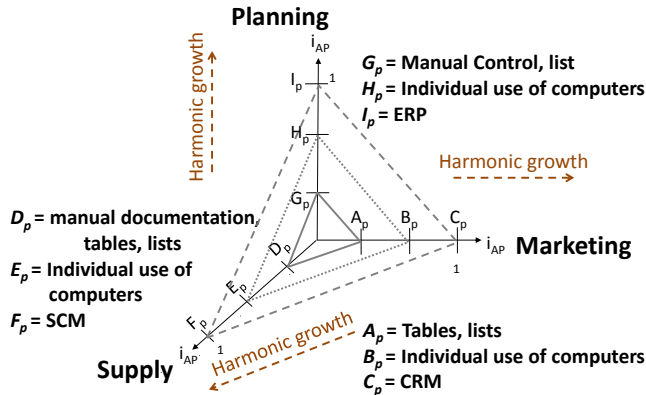 Planning
i_AP
1
I_p
H_p
G_p
G_p = Manual Control, list
H_p = Individual use of computers
I_p = ERP
Harmonic growth
Harmonic growth
A_p
B_p
C_p
i_AP
1
Marketing
D_p = manual documentation,
tables, lists
E_p = Individual use of
computers
F_p = SCM
D_p
E_p
F_p
i_AP
1
Supply
Harmonic growth
A_p = Tables, lists
B_p = Individual use of computers
C_p = CRM